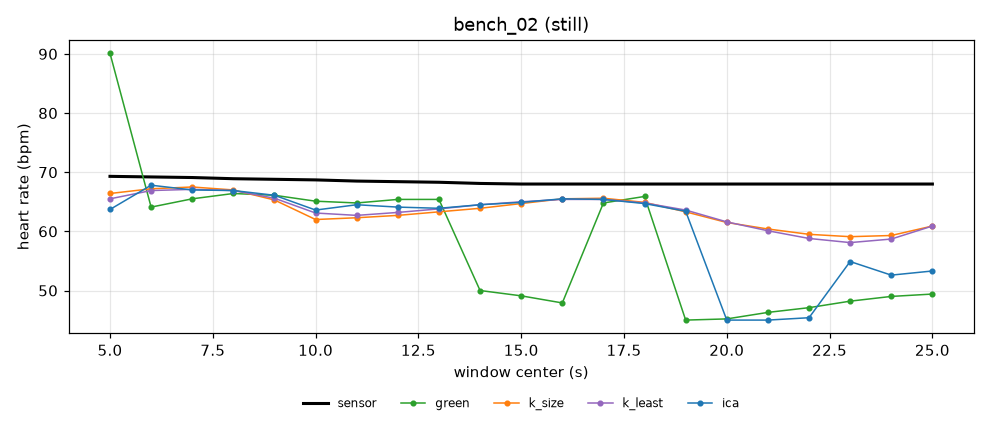 bench_02 (still)
heart rate (bpm)
90
80
70
60
50
5.0 7.5 10.0 12.5 15.0 17.5 20.0 22.5 25.0
window center (s)
sensor green k_size k_least ica